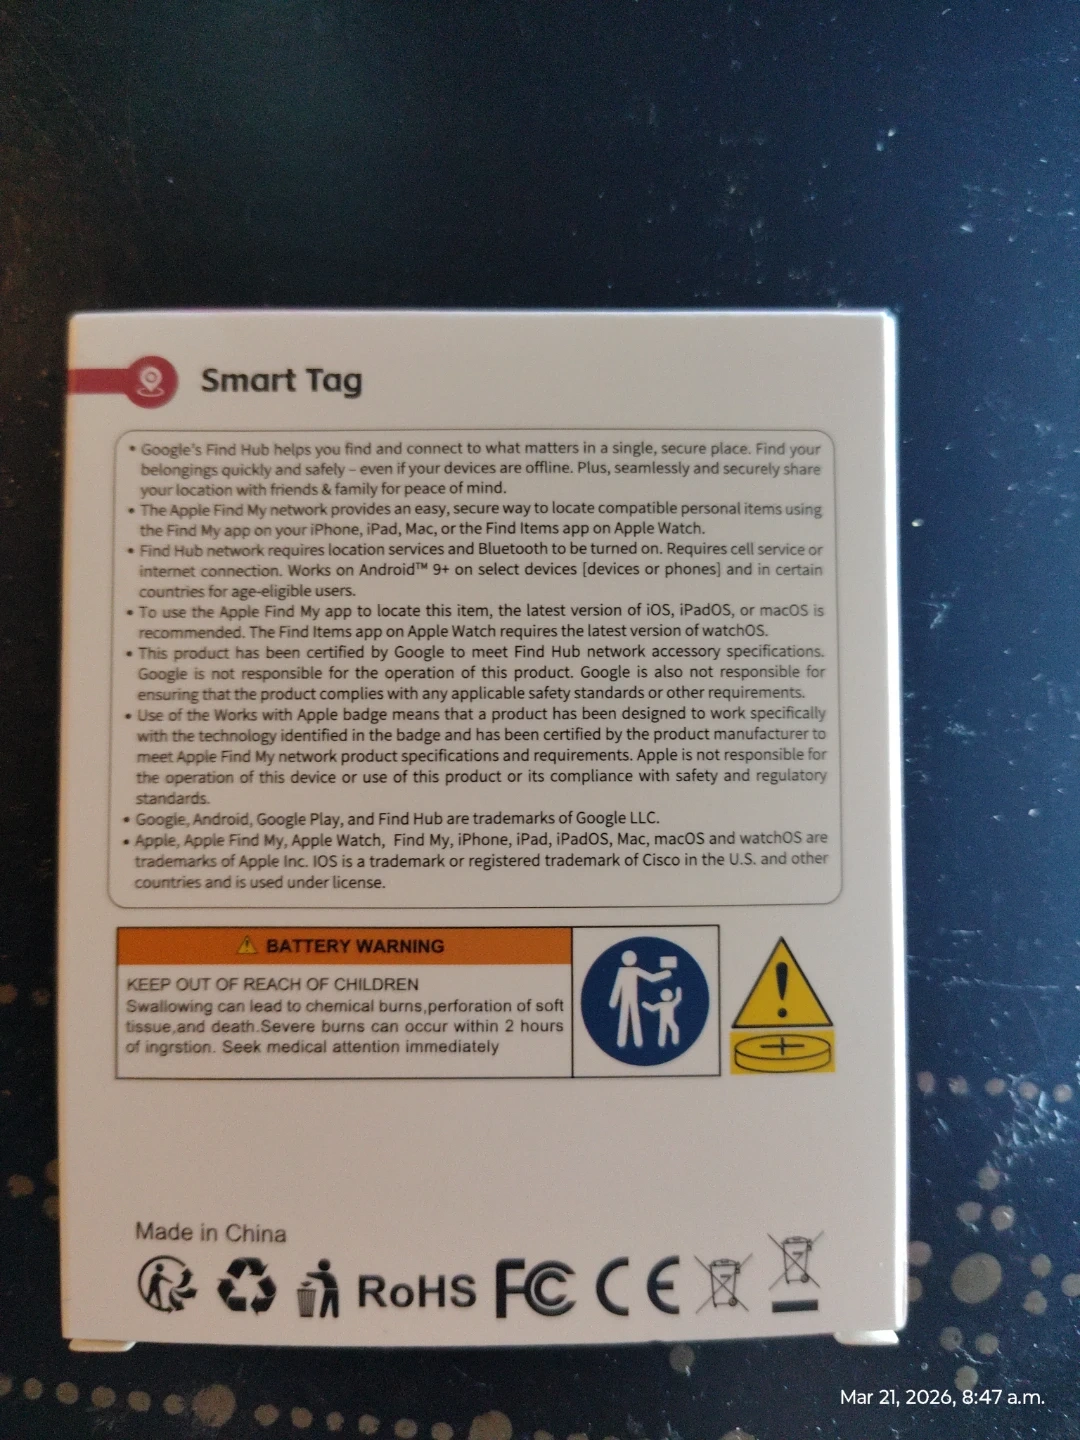 Smart Tag
• Google's Find Hub helps you find and connect to what matters in a single, secure place. Find your
belongings quickly and safely – even if your devices are offline. Plus, seamlessly and securely share
your location with friends & family for peace of mind.
• The Apple Find My network provides an easy, secure way to locate compatible personal items using
the Find My app on your iPhone, iPad, Mac, or the Find Items app on Apple Watch.
• Find Hub network requires location services and Bluetooth to be turned on. Requires cell service or
internet connection. Works on Android™ 9+ on select devices [devices or phones] and in certain
countries for age-eligible users.
• To use the Apple Find My app to locate this item, the latest version of iOS, iPadOS, or macOS is
recommended. The Find Items app on Apple Watch requires the latest version of watchOS.
• This product has been certified by Google to meet Find Hub network accessory specifications.
Google is not responsible for the operation of this product. Google is also not responsible for
ensuring that the product complies with any applicable safety standards or other requirements.
• Use of the Works with Apple badge means that a product has been designed to work specifically
with the technology identified in the badge and has been certified by the product manufacturer to
meet Apple Find My network product specifications and requirements. Apple is not responsible for
the operation of this device or use of this product or its compliance with safety and regulatory
standards.
• Google, Android, Google Play, and Find Hub are trademarks of Google LLC.
• Apple, Apple Find My, Apple Watch, Find My, iPhone, iPad, iPadOS, Mac, macOS and watchOS are
trademarks of Apple Inc. IOS is a trademark or registered trademark of Cisco in the U.S. and other
countries and is used under license.
BATTERY WARNING
KEEP OUT OF REACH OF CHILDREN
Swallowing can lead to chemical burns,perforation of soft
tissue,and death.Severe burns can occur within 2 hours
of ingrstion. Seek medical attention immediately
Made in China
RoHS FC CE
Mar 21, 2026, 8:47 a.m.